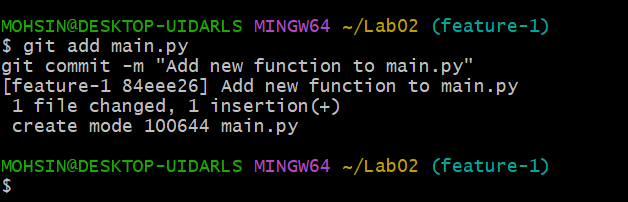 MOHSIN@DESKTOP-UIDARLS MINGW64 ~/Lab02 (feature-1)
$ git add main.py
git commit -m "Add new function to main.py"
[feature-1 84eee26] Add new function to main.py
 1 file changed, 1 insertion(+)
 create mode 100644 main.py

MOHSIN@DESKTOP-UIDARLS MINGW64 ~/Lab02 (feature-1)
$